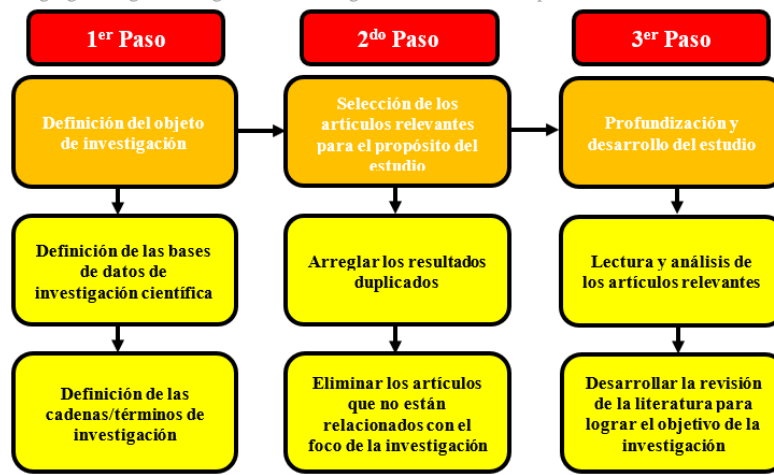 1er Paso
2do Paso
3er Paso
Definición del objeto
de investigación
Selección de los
artículos relevantes
para el propósito del
estudio
Profundización y
desarrollo del estudio
Definición de las bases
de datos de
investigación científica
Arreglar los resultados
duplicados
Lectura y análisis de
los artículos relevantes
Definición de las
cadenas/términos de
investigación
Eliminar los artículos
que no están
relacionados con el
foco de la investigación
Desarrollar la revisión
de la literatura para
lograr el objetivo de la
investigación